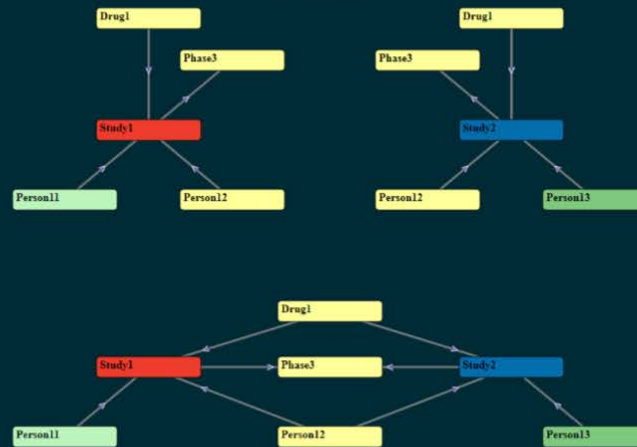 Drug1
Drug1
Phase3
Phase3
Study1
Study2
Person11
Person12
Person12
Person13
Drug1
Study1
Phase3
Study2
Person11
Person12
Person13